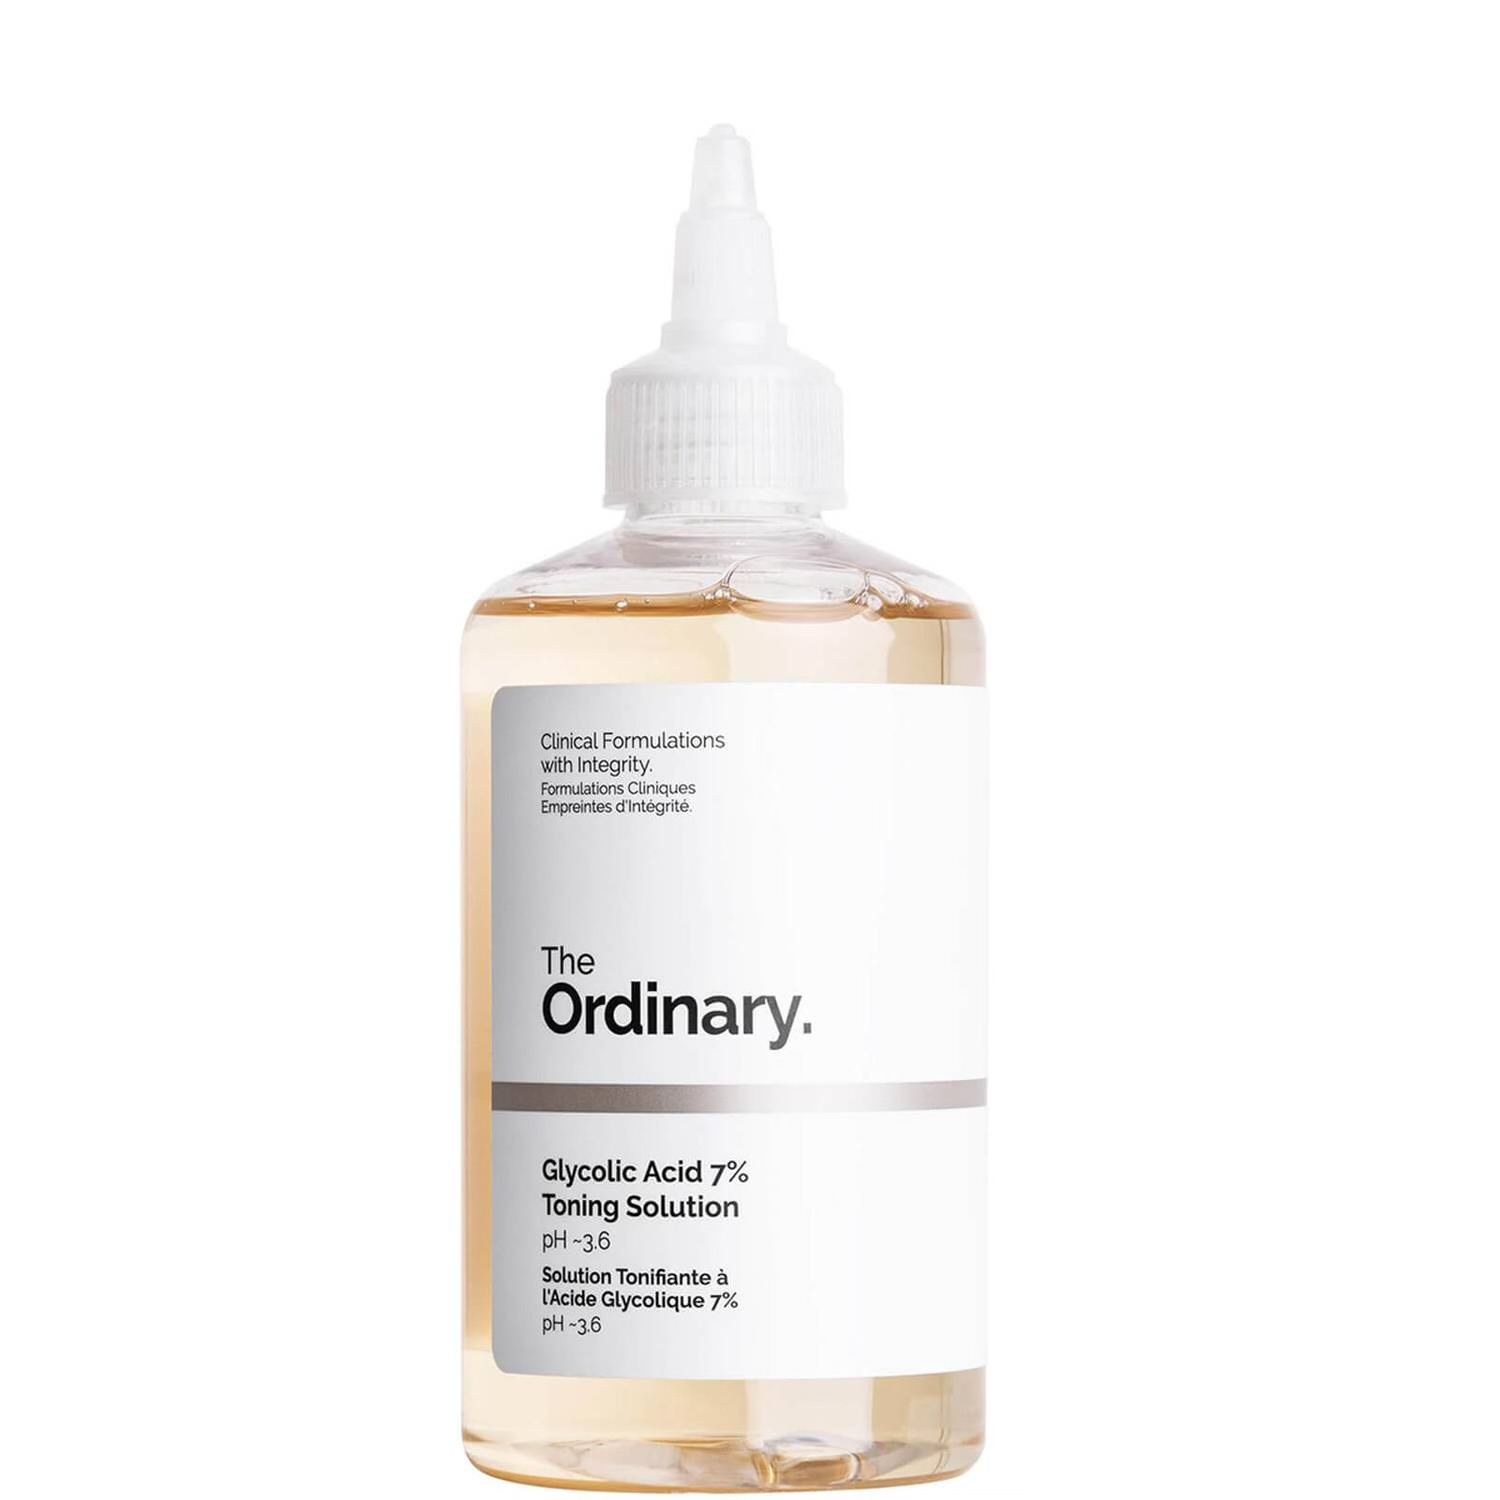 Clinical Formulations
with Integrity.
Formulations Cliniques
Empreintes d'Intégrité.
The
Ordinary.
Glycolic Acid 7%
Toning Solution
pH ~3.6
Solution Tonifiante à
l'Acide Glycolique 7%
pH ~3.6